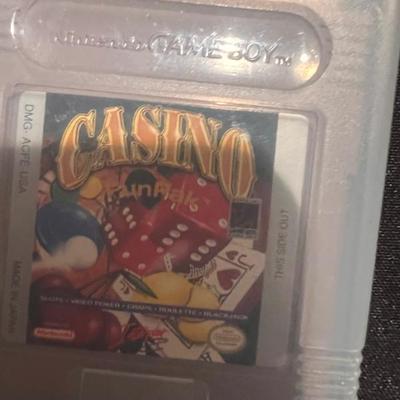 Nintendo GAME BOY TM
DMG-ACFE-USA
MADE IN JAPAN
CASINO
FunPak
THIS SIDE OUT
J
SLOTS • VIDEO POKER • CRAPS • ROULETTE • BLACKJACK
Nintendo